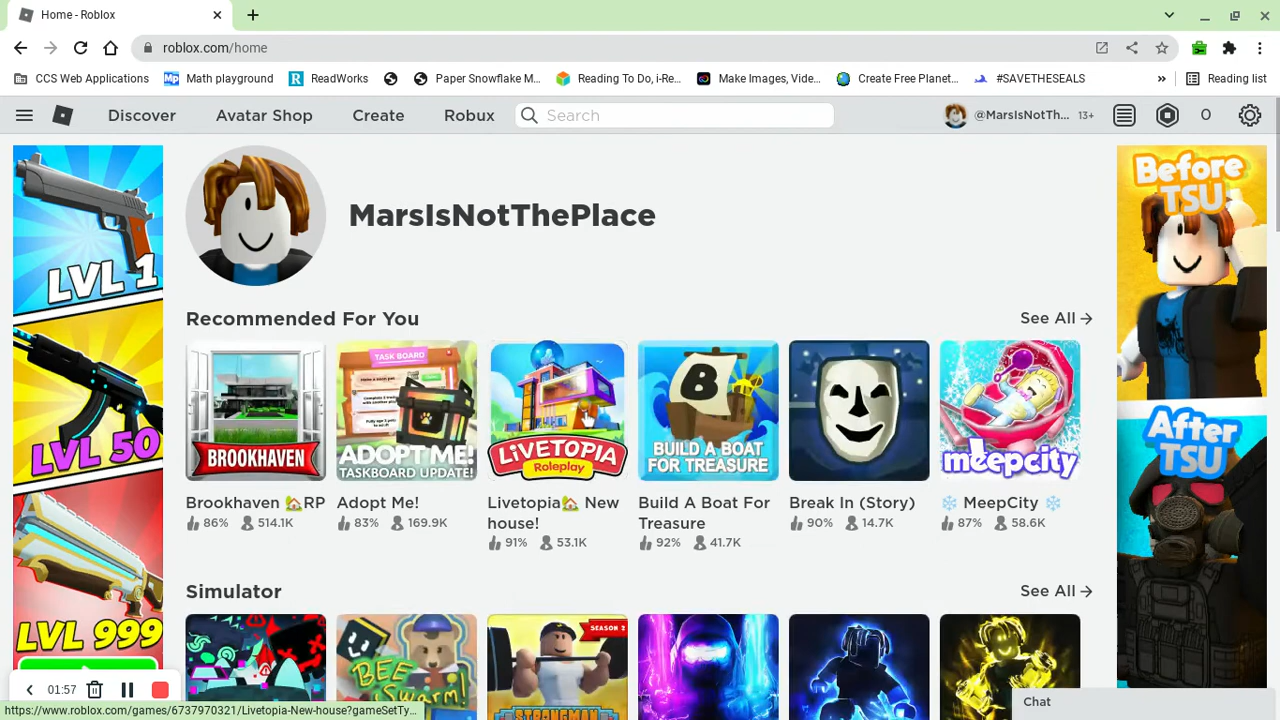 Home - Roblox
roblox.com/home
CCS Web Applications
Mp
Math playground
R
ReadWorks
Paper Snowflake M...
Reading To Do, i-Re...
Make Images, Vide...
Create Free Planet...
#SAVETHESEALS
»
Reading list
Discover
Avatar Shop
Create
Robux
Search
@MarsIsNotTh...
13+
0
LVL 1
LVL 50
LVL 999
MarsIsNotThePlace
Before
TSU
After
TSU
Recommended For You
See All
BROOKHAVEN
TASK BOARD
ADOPT ME!
TASKBOARD UPDATE!
LIVETOPIA
Roleplay
B
BUILD A BOAT
FOR TREASURE
meepcity
Brookhaven 🏡RP
86%
514.1K
Adopt Me!
83%
169.9K
Livetopia🏡 New
house!
91%
53.1K
Build A Boat For
Treasure
92%
41.7K
Break In (Story)
90%
14.7K
❄️ MeepCity ❄️
87%
58.6K
Simulator
See All
BEE
Swarm!
SEASON 2
STRONGMAN
01:57
https://www.roblox.com/games/6737970321/Livetopia-New-house?gameSetTy...
Chat